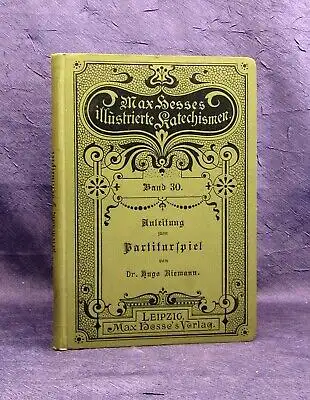 Max Hesses
illustrierte Katechismen.
Band 30.
Anleitung
zum
Partiturspiel
von
Dr. Hugo Riemann.
LEIPZIG,
Max Hesse's Verlag.